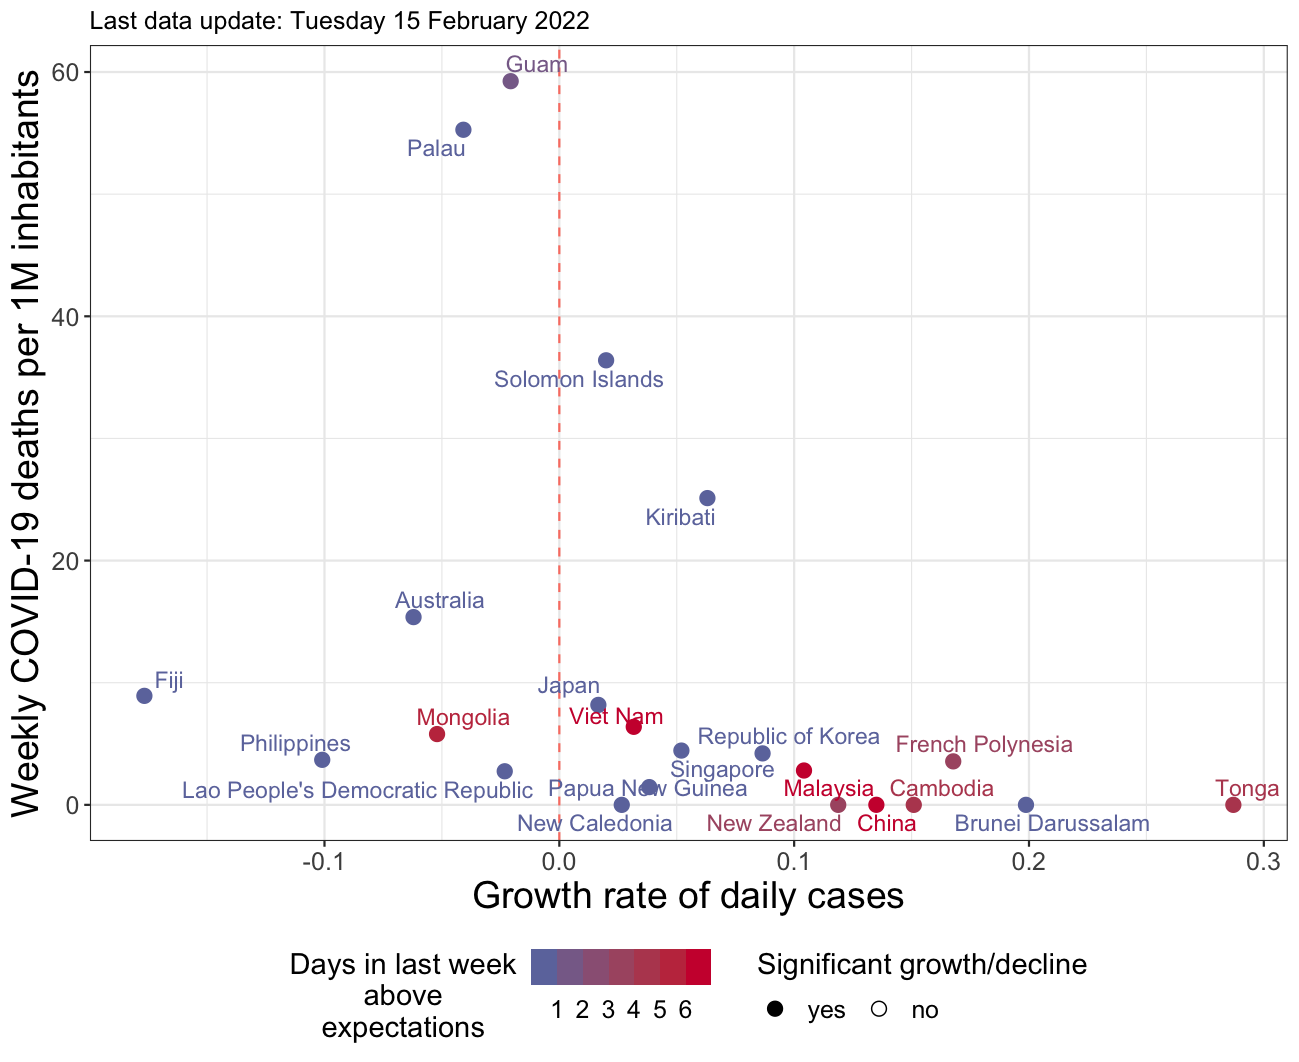 Last data update: Tuesday 15 February 2022
Weekly COVID-19 deaths per 1M inhabitants
60
40
20
0
Guam
Palau
Solomon Islands
Kiribati
Australia
Fiji
Japan
Mongolia
Viet Nam
Philippines
Republic of Korea
French Polynesia
Singapore
Lao People's Democratic Republic
Papua New Guinea
Malaysia
Cambodia
Tonga
New Caledonia
New Zealand
China
Brunei Darussalam
-0.1
0.0
0.1
0.2
0.3
Growth rate of daily cases
Days in last week
above
expectations
1 2 3 4 5 6
Significant growth/decline
yes
no